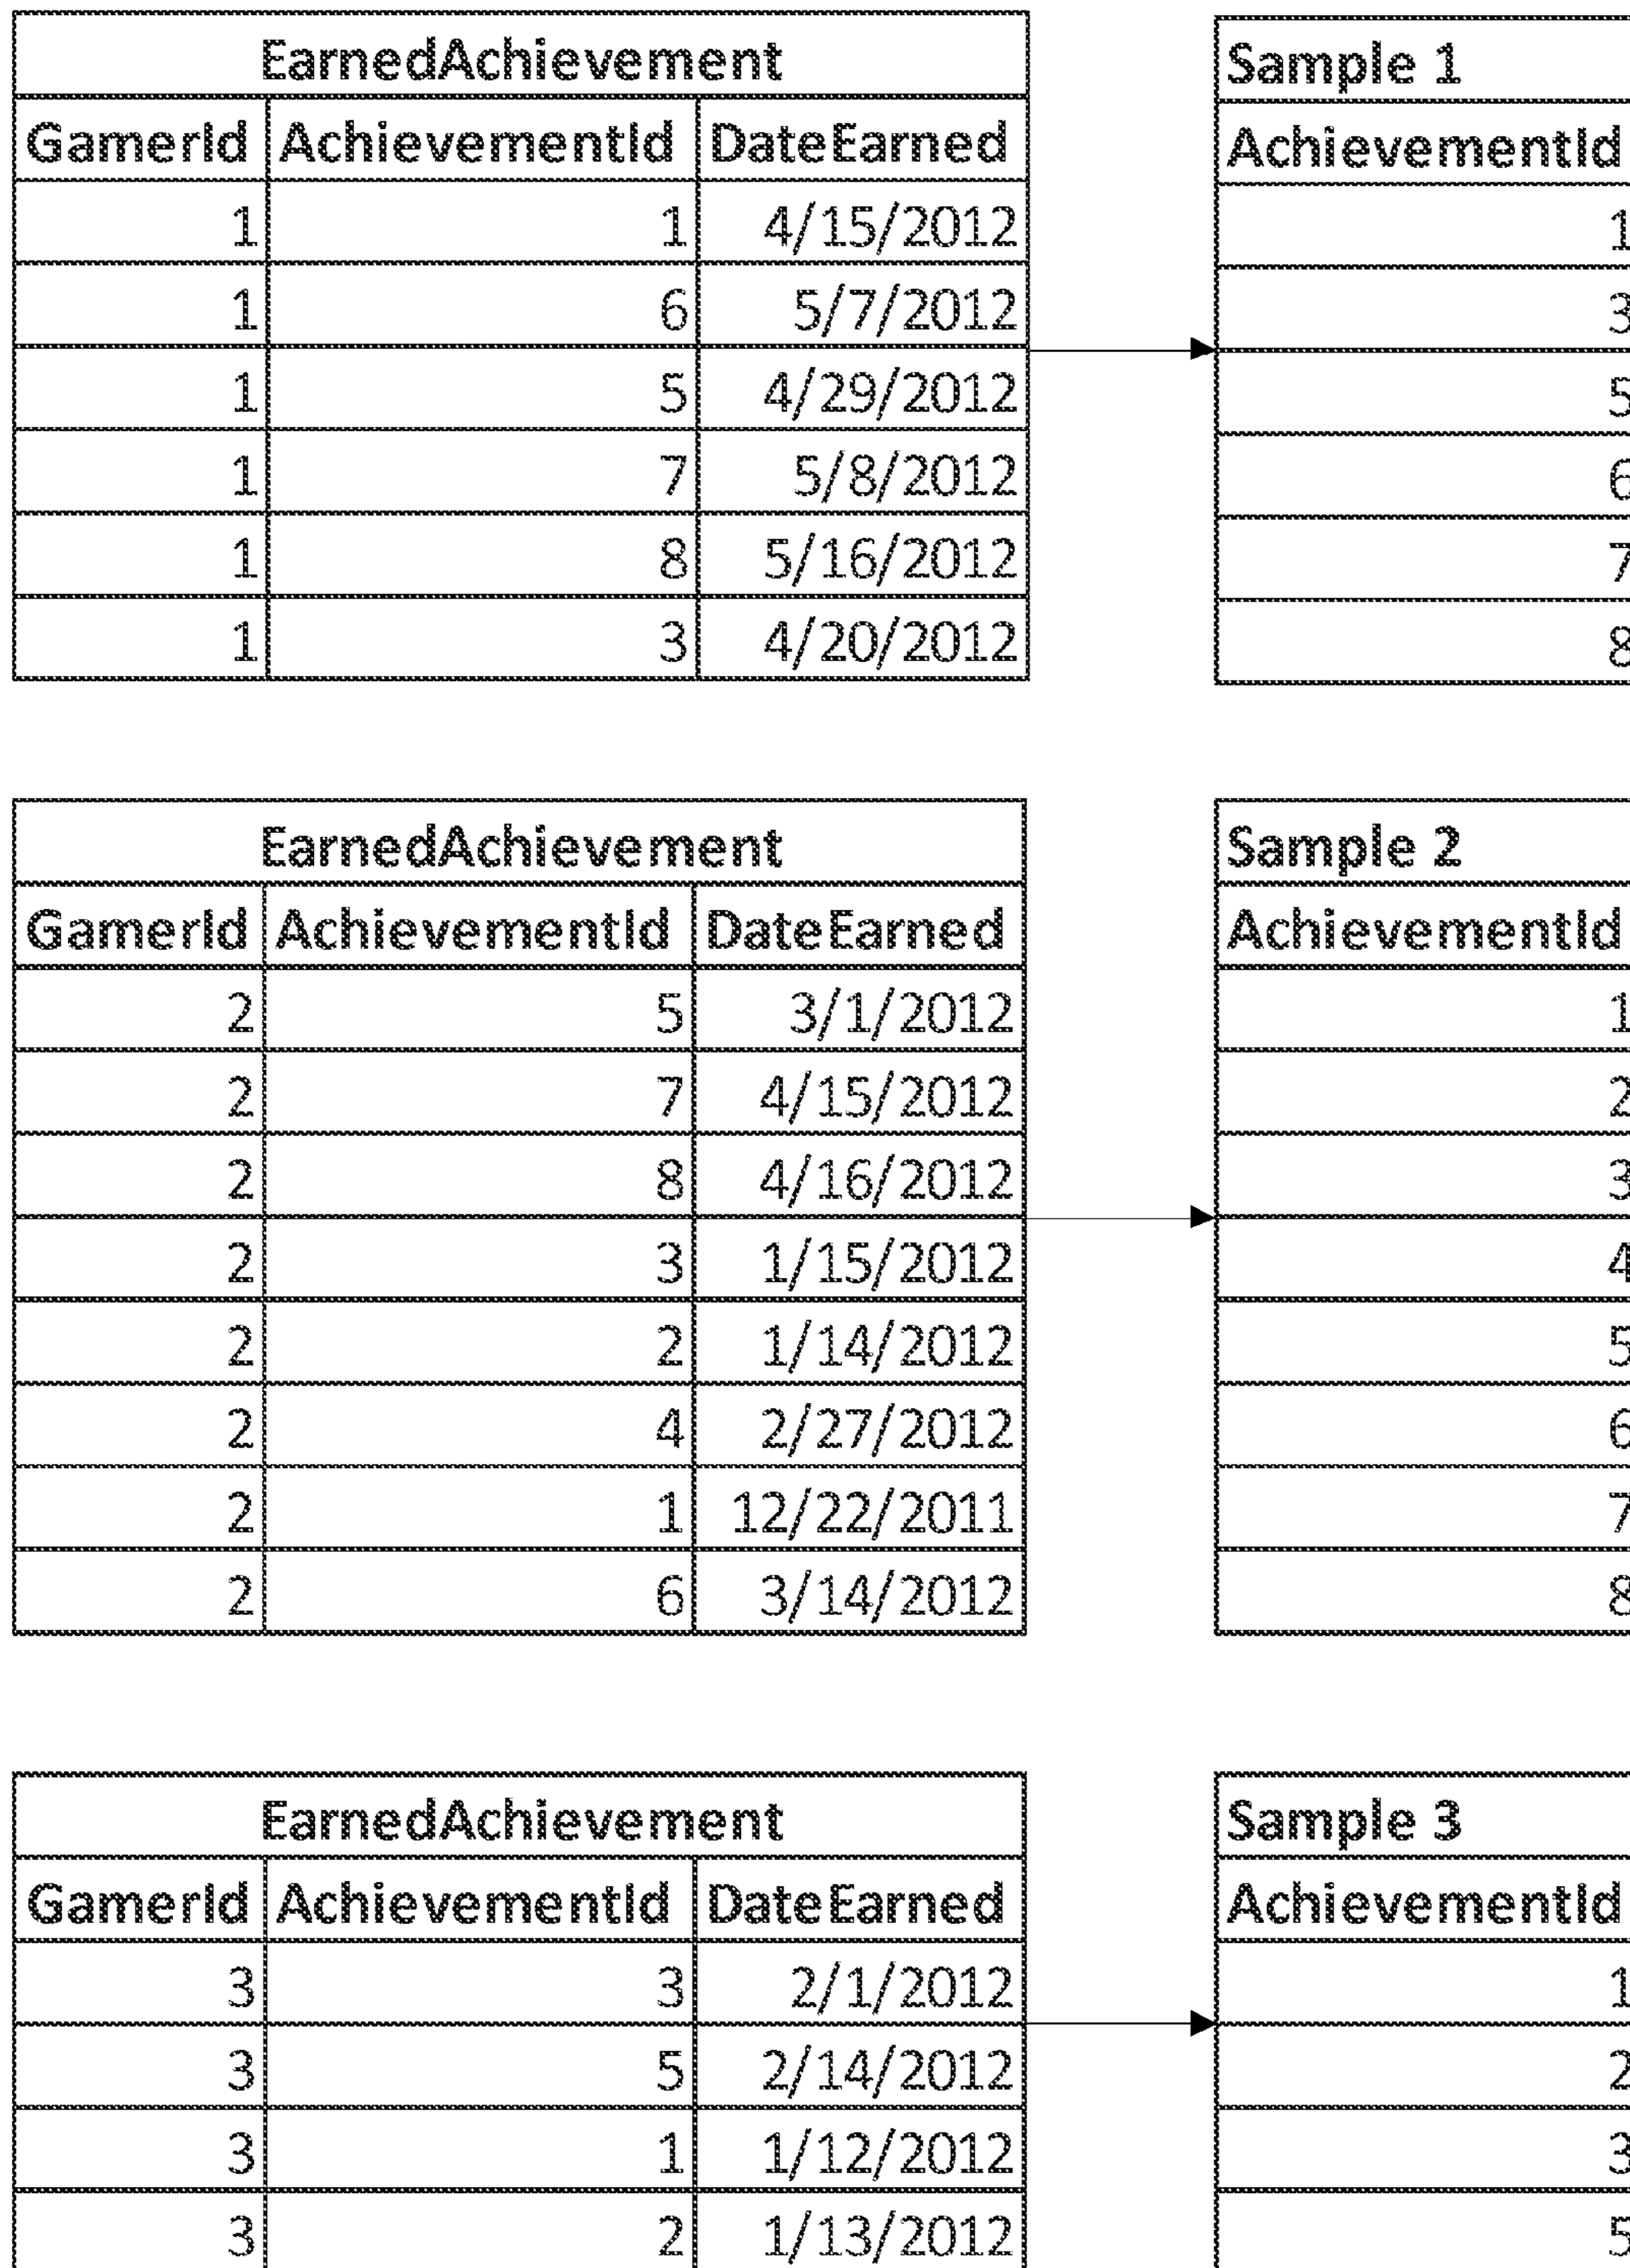 EarnedAchievement
GamerId AchievementId DateEarned
1 1 4/15/2012
1 6 5/7/2012
1 5 4/29/2012
1 7 5/8/2012
1 8 5/16/2012
1 3 4/20/2012
Sample 1
AchievementId
1
3
5
6
7
8
EarnedAchievement
GamerId AchievementId DateEarned
2 5 3/1/2012
2 7 4/15/2012
2 8 4/16/2012
2 3 1/15/2012
2 2 1/14/2012
2 4 2/27/2012
2 1 12/22/2011
2 6 3/14/2012
Sample 2
AchievementId
1
2
3
4
5
6
7
8
EarnedAchievement
GamerId AchievementId DateEarned
3 3 2/1/2012
3 5 2/14/2012
3 1 1/12/2012
3 2 1/13/2012
Sample 3
AchievementId
1
2
3
5